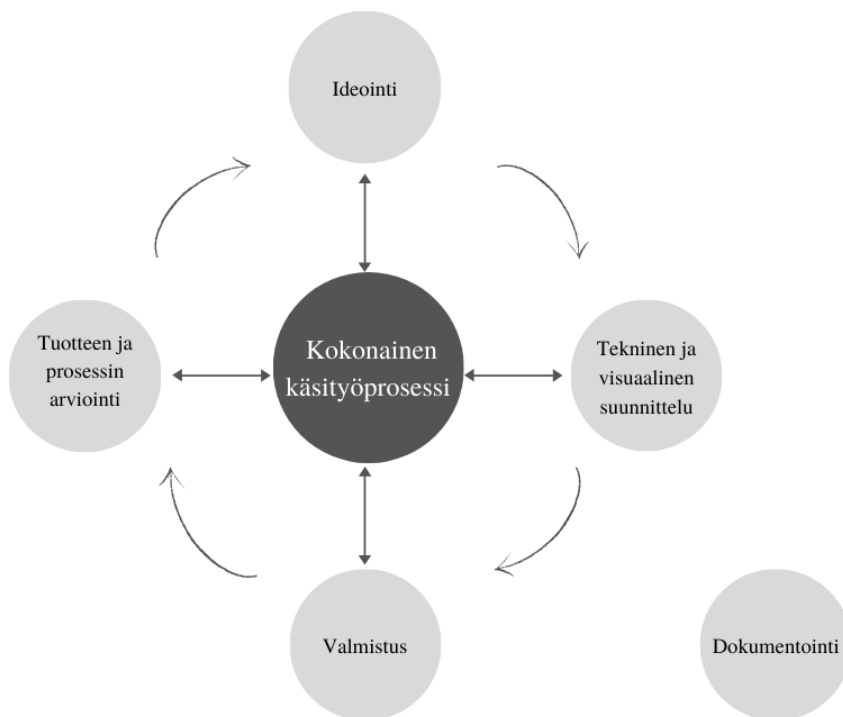 Ideointi
Tuotteen ja
prosessin
arviointi
Kokonainen
käsityöprosessi
Tekninen ja
visuaalinen
suunnittelu
Valmistus
Dokumentointi